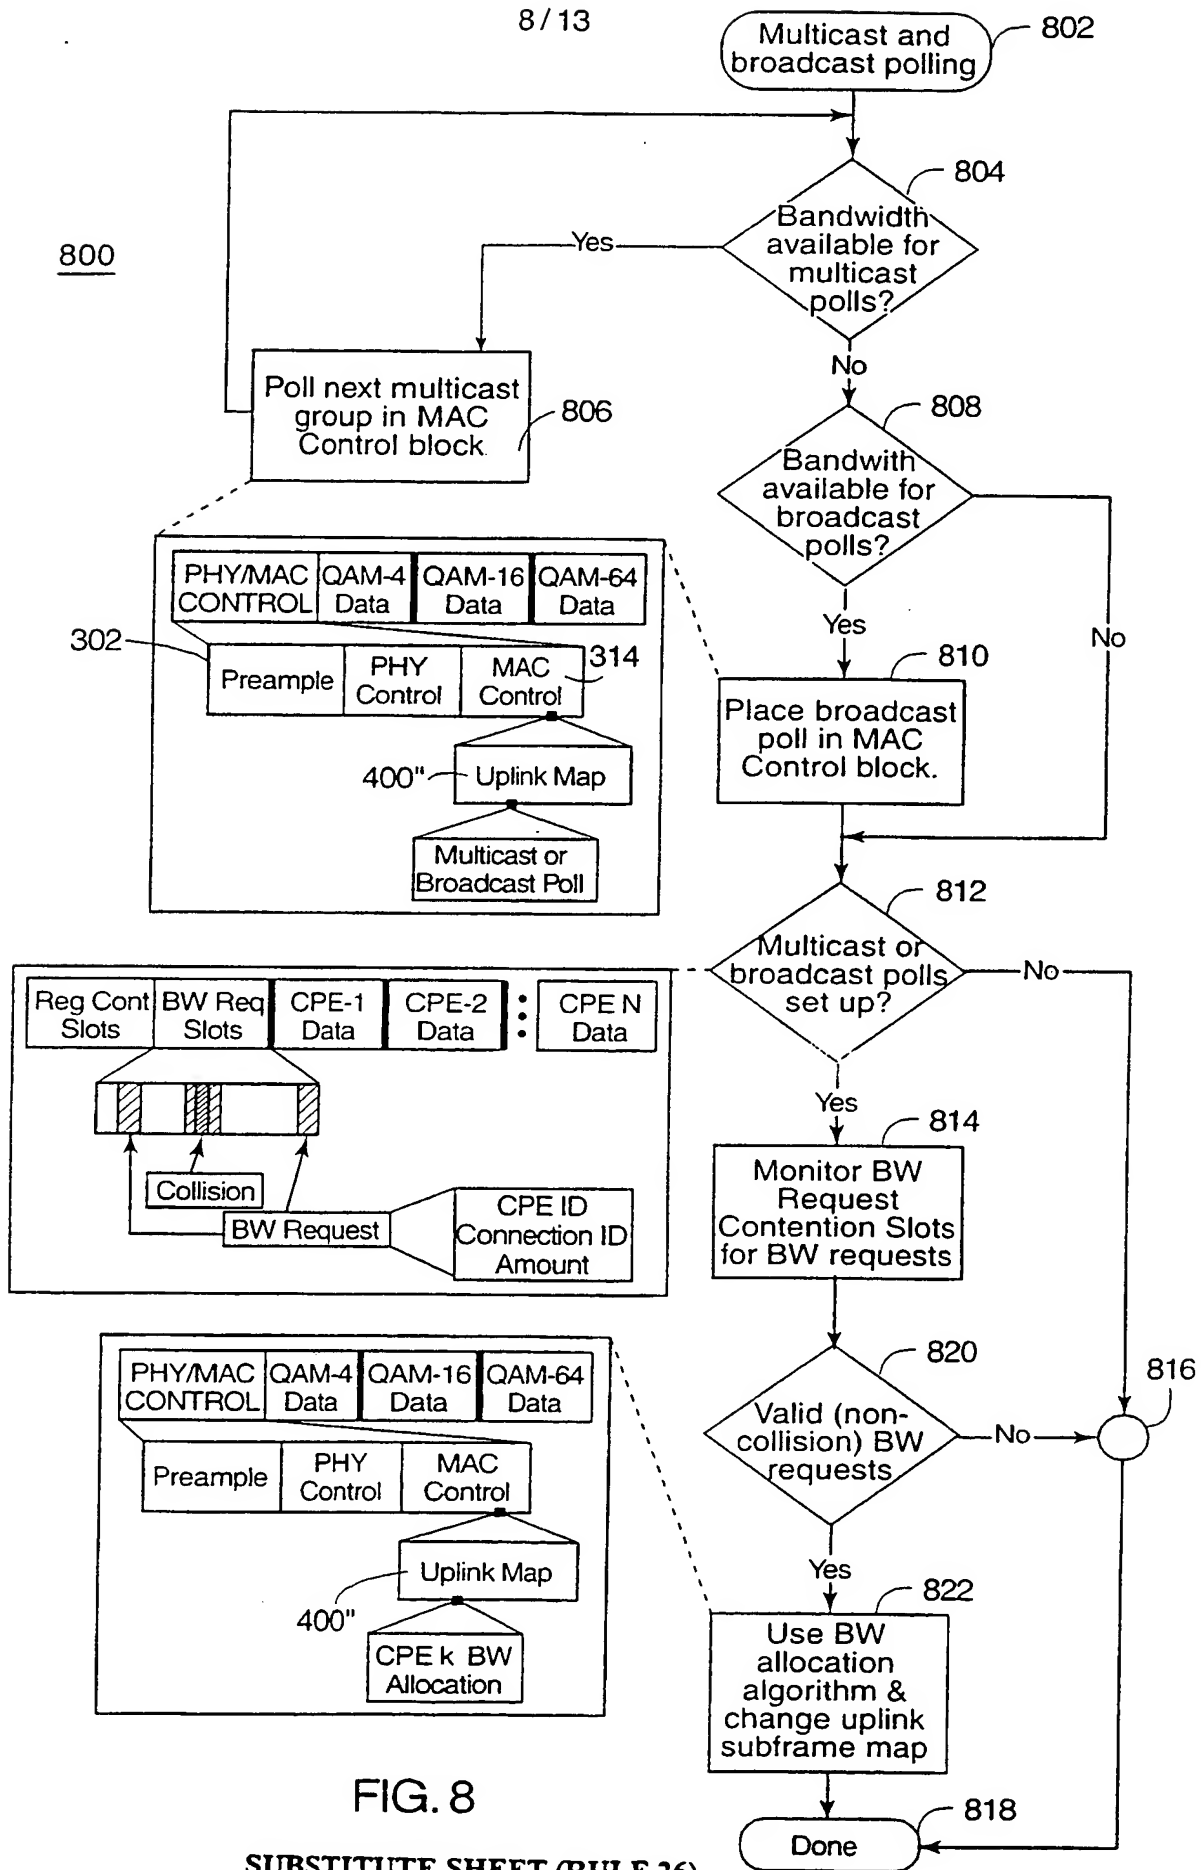 8/13
Multicast and
broadcast polling
802
804
Bandwidth
available for
multicast
polls?
Yes
800
No
Poll next multicast
group in MAC
Control block.
806
808
Bandwith
available for
broadcast
polls?
Yes
No
PHY/MAC
CONTROL
QAM-4
Data
QAM-16
Data
QAM-64
Data
302
Preample
PHY
Control
MAC
Control
314
400"
Uplink Map
Multicast or
Broadcast Poll
810
Place broadcast
poll in MAC
Control block.
812
Multicast or
broadcast polls
set up?
No
Yes
Reg Cont
Slots
BW Req
Slots
CPE-1
Data
CPE-2
Data
CPE N
Data
Collision
BW Request
CPE ID
Connection ID
Amount
814
Monitor BW
Request
Contention Slots
for BW requests
820
816
Valid (non-
collision) BW
requests
No
Yes
PHY/MAC
CONTROL
QAM-4
Data
QAM-16
Data
QAM-64
Data
Preample
PHY
Control
MAC
Control
Uplink Map
400"
CPE k BW
Allocation
822
Use BW
allocation
algorithm &
change uplink
subframe map
FIG. 8
818
Done
SUBSTITUTE SHEET (RULE 26)